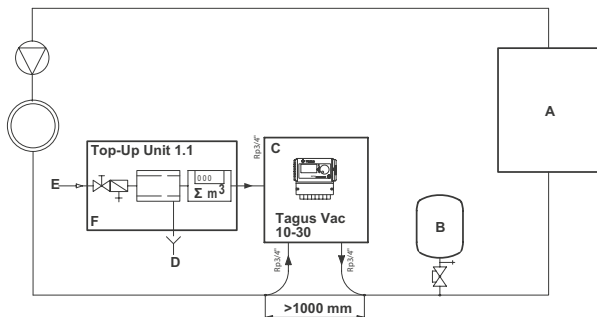 A
Top-Up Unit 1.1
E
000
Σ m³
F
D
Rp3/4"
C
Tagus Vac
10-30
Rp3/4"
Rp3/4"
B
>1000 mm